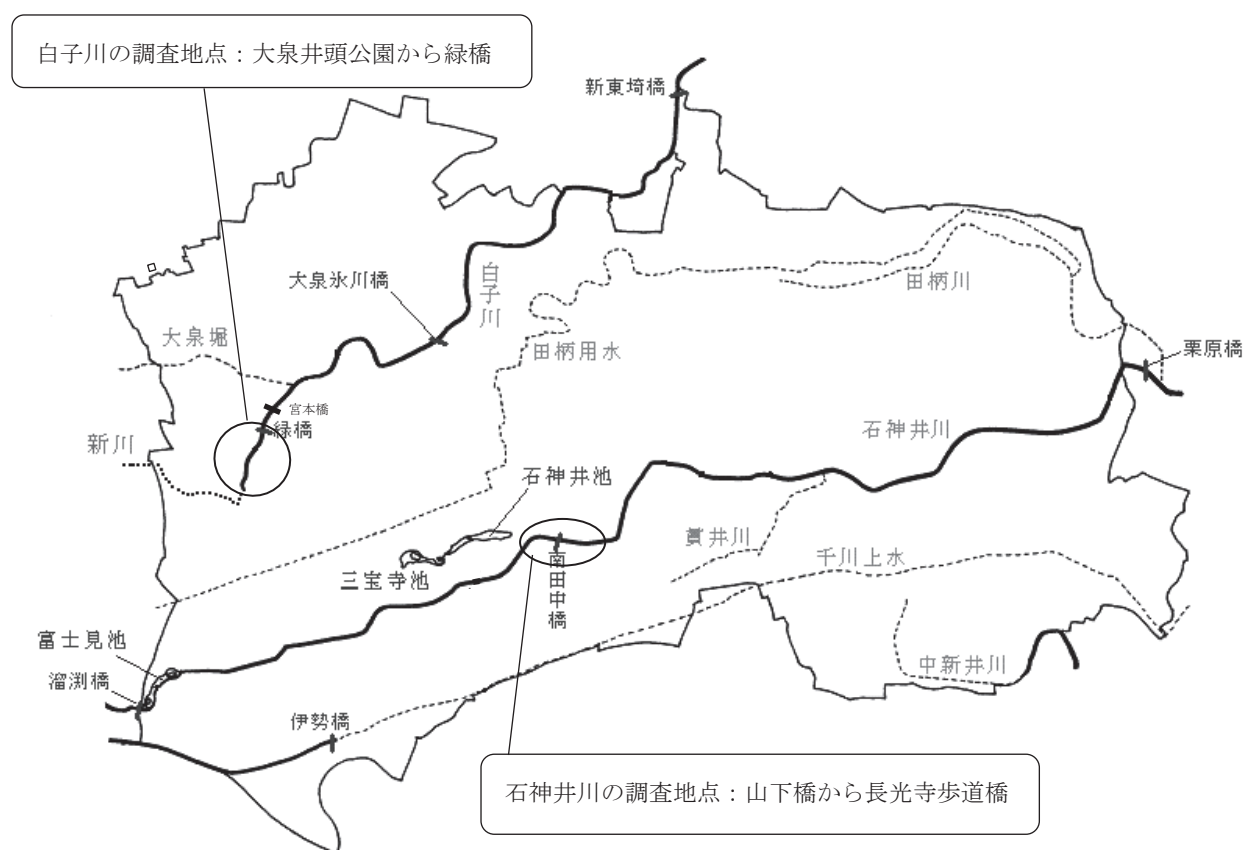 白子川の調査地点：大泉井頭公園から緑橋
新東埼橋
白子川
大泉氷川橋
田柄川
大泉堀
田柄用水
栗原橋
宮本橋
緑橋
石神井川
新川
石神井池
貫井川
千川上水
三宝寺池
南田中橋
富士見池
溜渕橋
中新井川
伊勢橋
石神井川の調査地点：山下橋から長光寺歩道橋